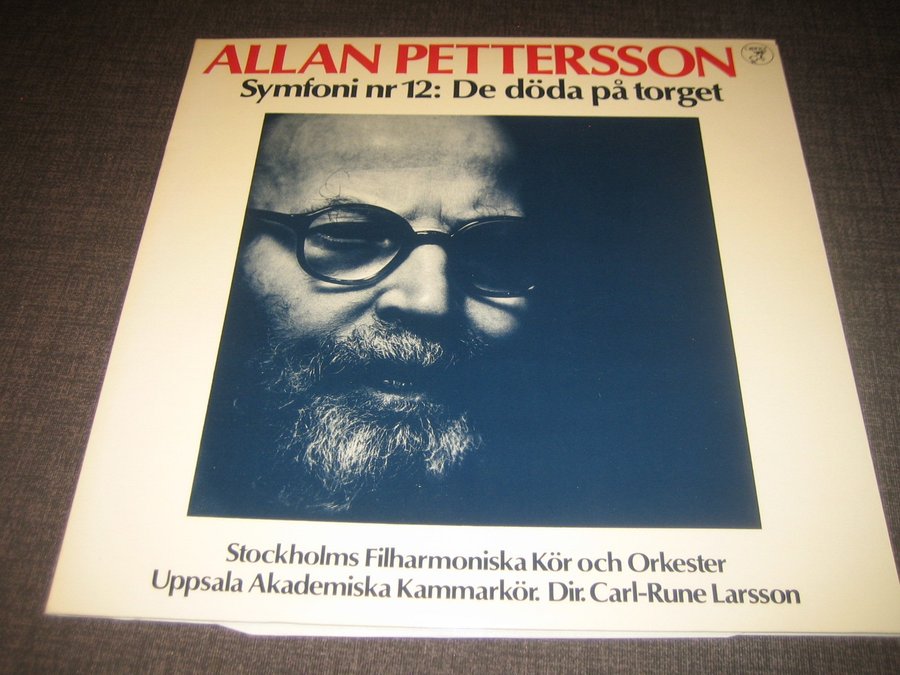 ALLAN PETTERSSON
Symfoni nr 12: De döda på torget
Stockholms Filharmoniska Kör och Orkester
Uppsala Akademiska Kammarkör. Dir. Carl-Rune Larsson